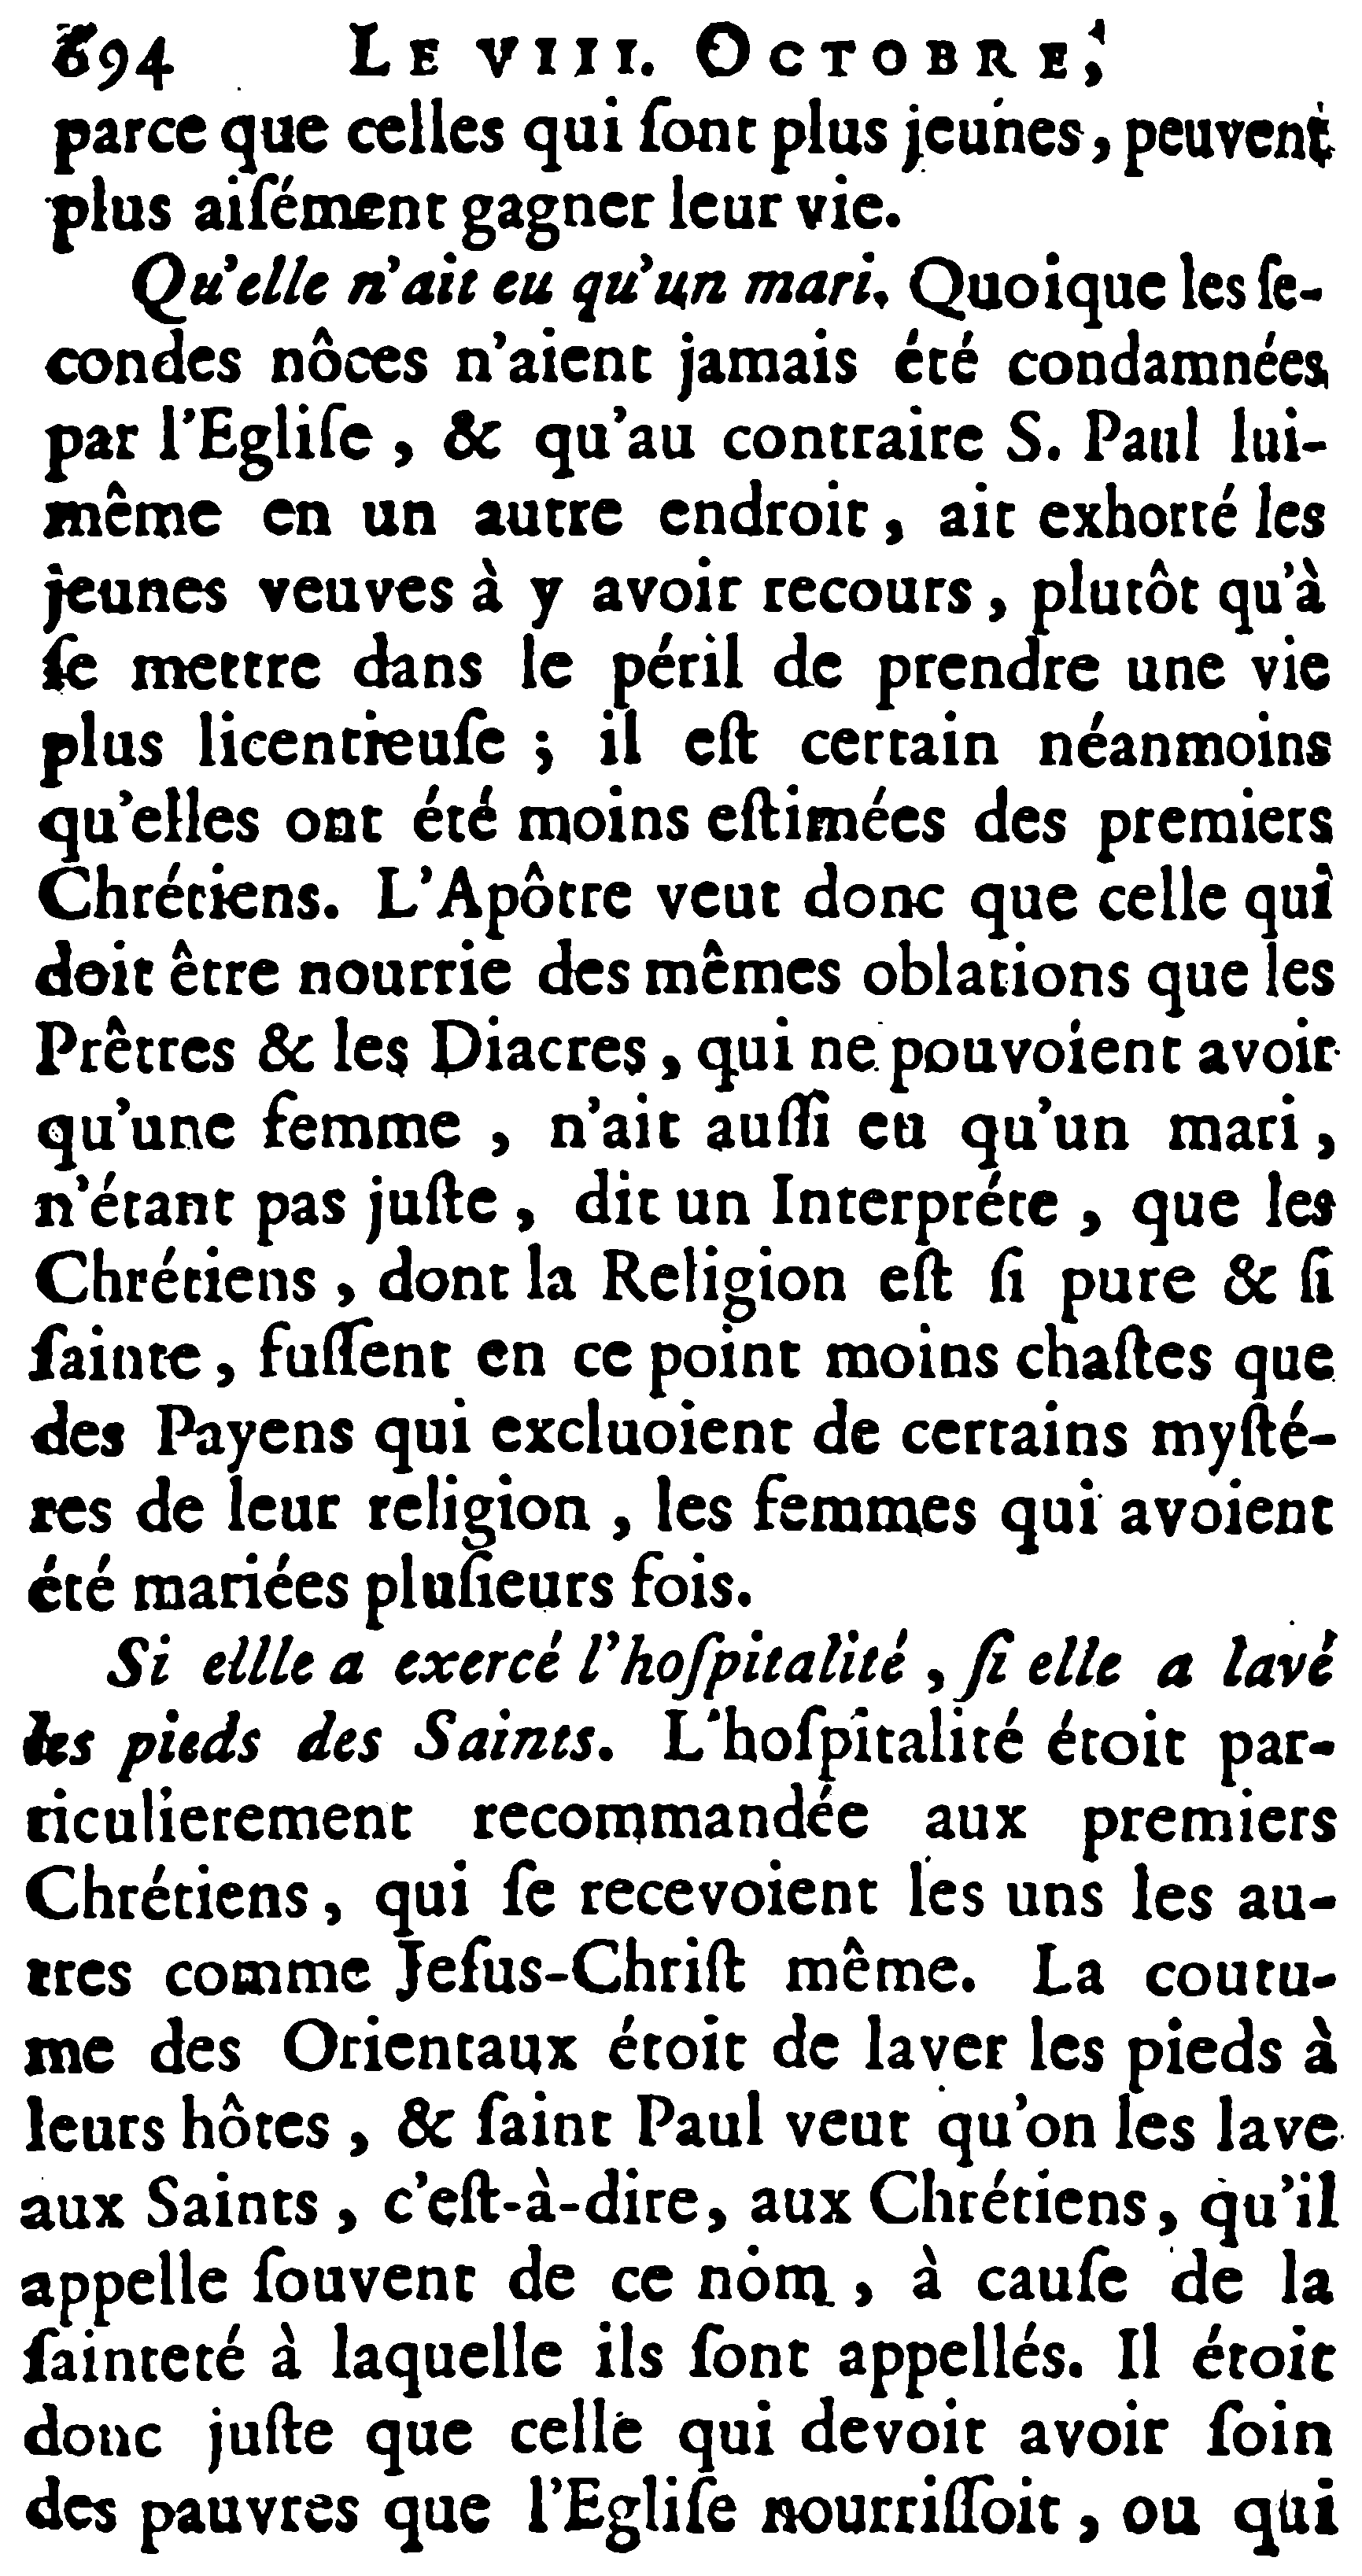 694 LE VIII. OCTOBRE,
parce que celles qui ſont plus jeunes, peuvent
plus aiſément gagner leur vie.
Qu'elle n'ait eu qu'un mari. Quoique les ſe-
condes nôces n'aient jamais été condamnées
par l'Egliſe, & qu'au contraire S. Paul lui-
même en un autre endroit, ait exhorté les
jeunes veuves à y avoir recours, plutôt qu'à
ſe mettre dans le péril de prendre une vie
plus licentieuſe; il eſt certain néanmoins
qu'elles ont été moins eſtimées des premiers
Chrétiens. L'Apôtre veut donc que celle qui
doit être nourrie des mêmes oblations que les
Prêtres & les Diacres, qui ne pouvoient avoir
qu'une femme, n'ait auſſi eu qu'un mari,
n'étant pas juſte, dit un Interpréte, que les
Chrétiens, dont la Religion eſt ſi pure & ſi
ſainte, fuſſent en ce point moins chaſtes que
des Payens qui excluoient de certains myſté-
res de leur religion, les femmes qui avoient
été mariées pluſieurs fois.
Si ellle a exercé l'hoſpitalité, ſi elle a lavé
les pieds des Saints. L'hoſpitalité étoit par-
ticulierement recommandée aux premiers
Chrétiens, qui ſe recevoient les uns les au-
tres comme Jeſus-Chriſt même. La coutu-
me des Orientaux étoit de laver les pieds à
leurs hôtes, & ſaint Paul veut qu'on les lave
aux Saints, c'eſt-à-dire, aux Chrétiens, qu'il
appelle ſouvent de ce nom, à cauſe de la
ſainteté à laquelle ils ſont appellés. Il étoit
donc juſte que celle qui devoit avoir ſoin
des pauvres que l'Egliſe nourriſſoit, ou qui